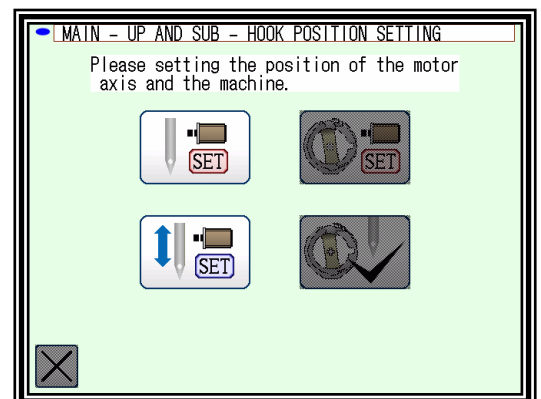 MAIN - UP AND SUB - HOOK POSITION SETTING
Please setting the position of the motor
axis and the machine.
SET
SET
SET